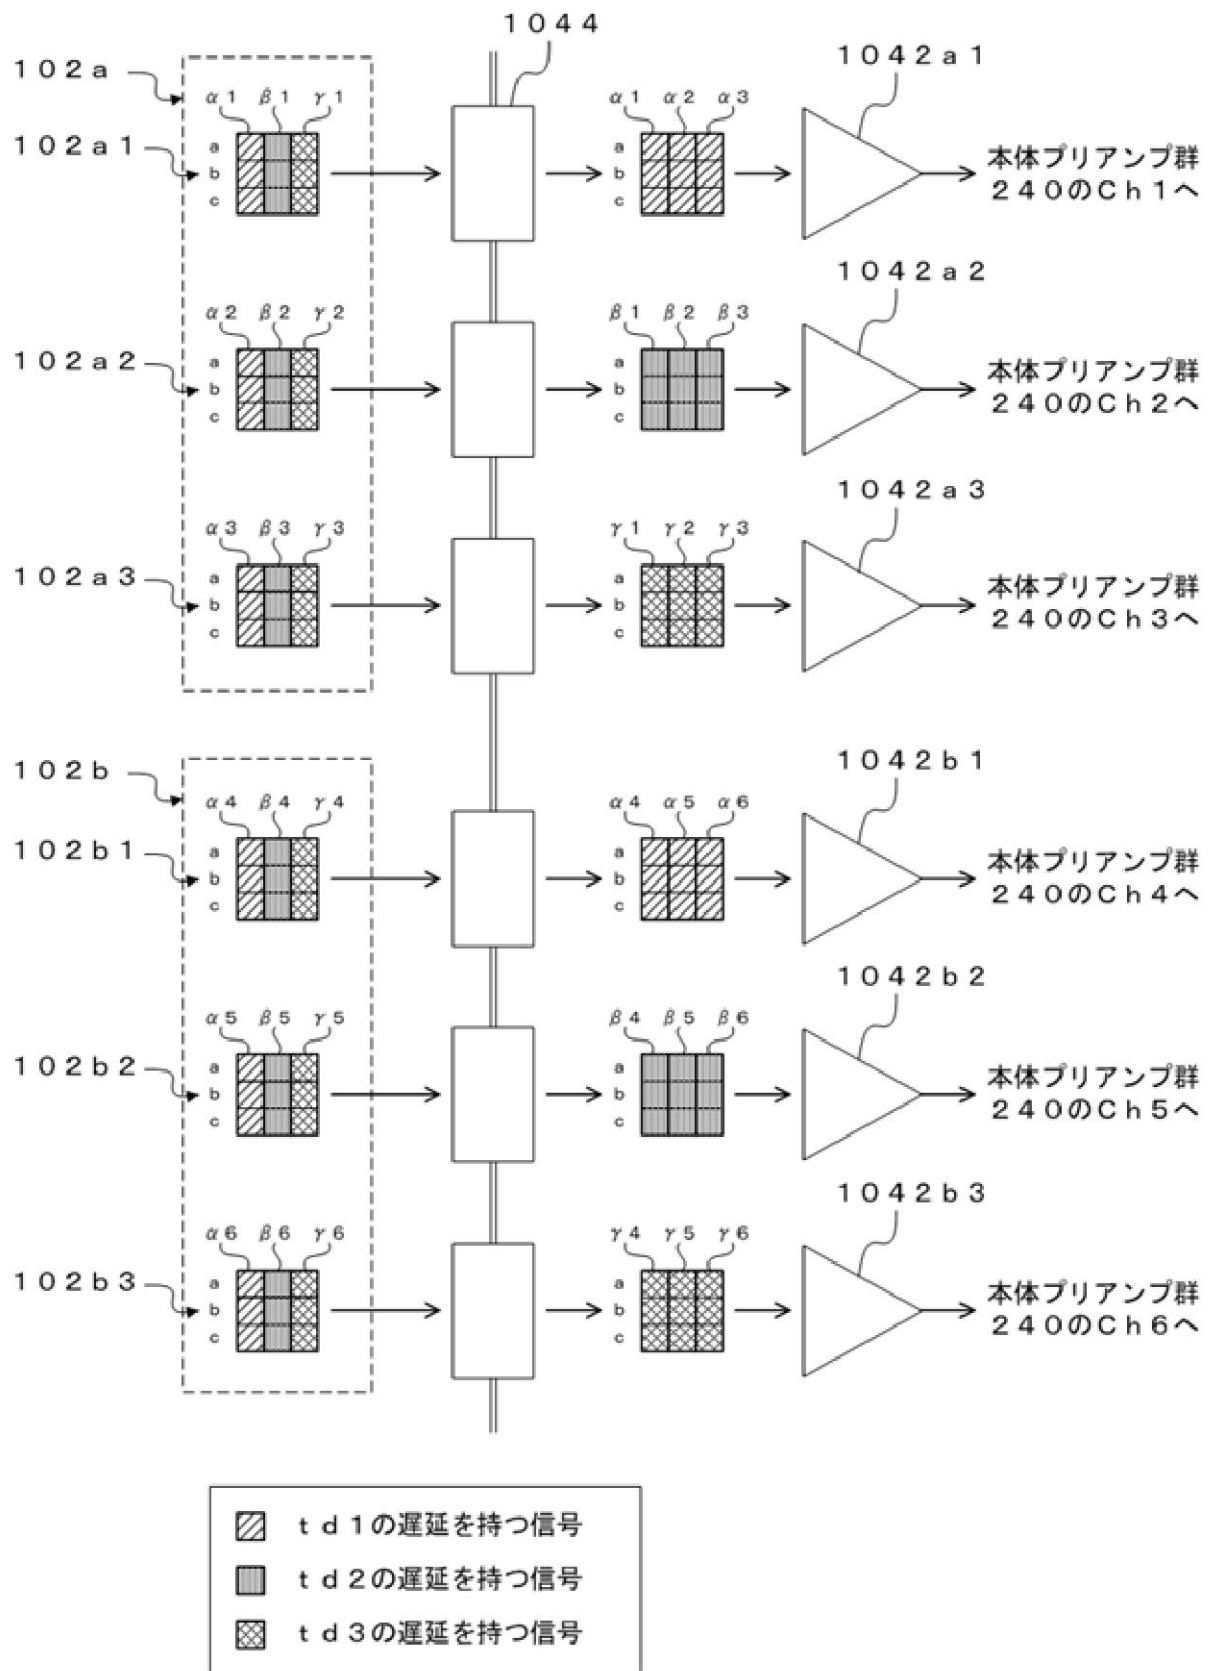 1044
102a
α1 β1 γ1
α1 α2 α3
1042a1
102a1
a
b
c
a
b
c
本体プリアンプ群
240のCh1へ
α2 β2 γ2
β1 β2 β3
1042a2
102a2
a
b
c
a
b
c
本体プリアンプ群
240のCh2へ
α3 β3 γ3
γ1 γ2 γ3
1042a3
102a3
a
b
c
a
b
c
本体プリアンプ群
240のCh3へ
102b
α4 β4 γ4
α4 α5 α6
1042b1
102b1
a
b
c
a
b
c
本体プリアンプ群
240のCh4へ
α5 β5 γ5
β4 β5 β6
1042b2
102b2
a
b
c
a
b
c
本体プリアンプ群
240のCh5へ
α6 β6 γ6
γ4 γ5 γ6
1042b3
102b3
a
b
c
a
b
c
本体プリアンプ群
240のCh6へ
td1の遅延を持つ信号
td2の遅延を持つ信号
td3の遅延を持つ信号